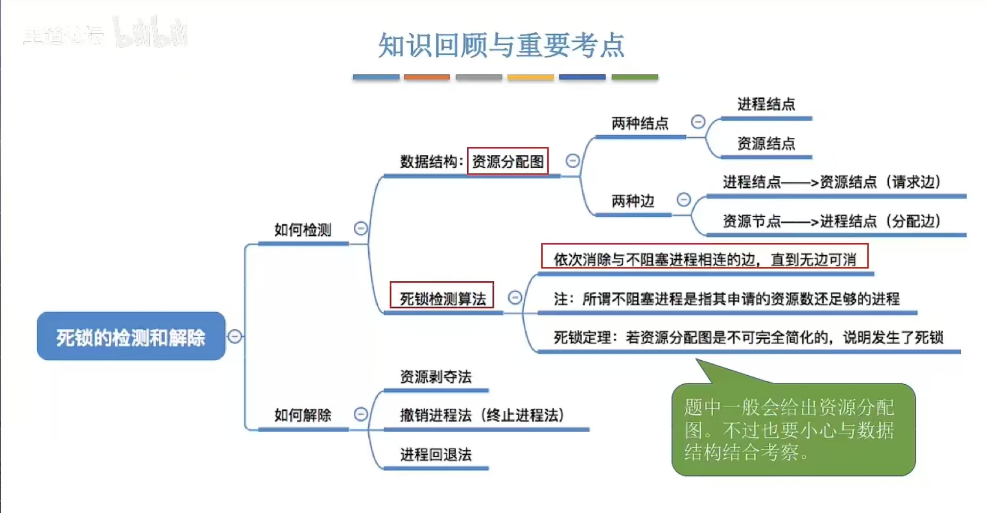 bilibili
知识回顾与重要考点
死锁的检测和解除
如何检测
数据结构：资源分配图
两种结点
进程结点
资源结点
两种边
进程结点——>资源结点（请求边）
资源节点——>进程结点（分配边）
死锁检测算法
依次消除与不阻塞进程相连的边，直到无边可消
注：所谓不阻塞进程是指其申请的资源数还足够的进程
死锁定理：若资源分配图是不可完全简化的，说明发生了死锁
如何解除
资源剥夺法
撤销进程法（终止进程法）
进程回退法
题中一般会给出资源分配
图。不过也要小心与数据
结构结合考察。